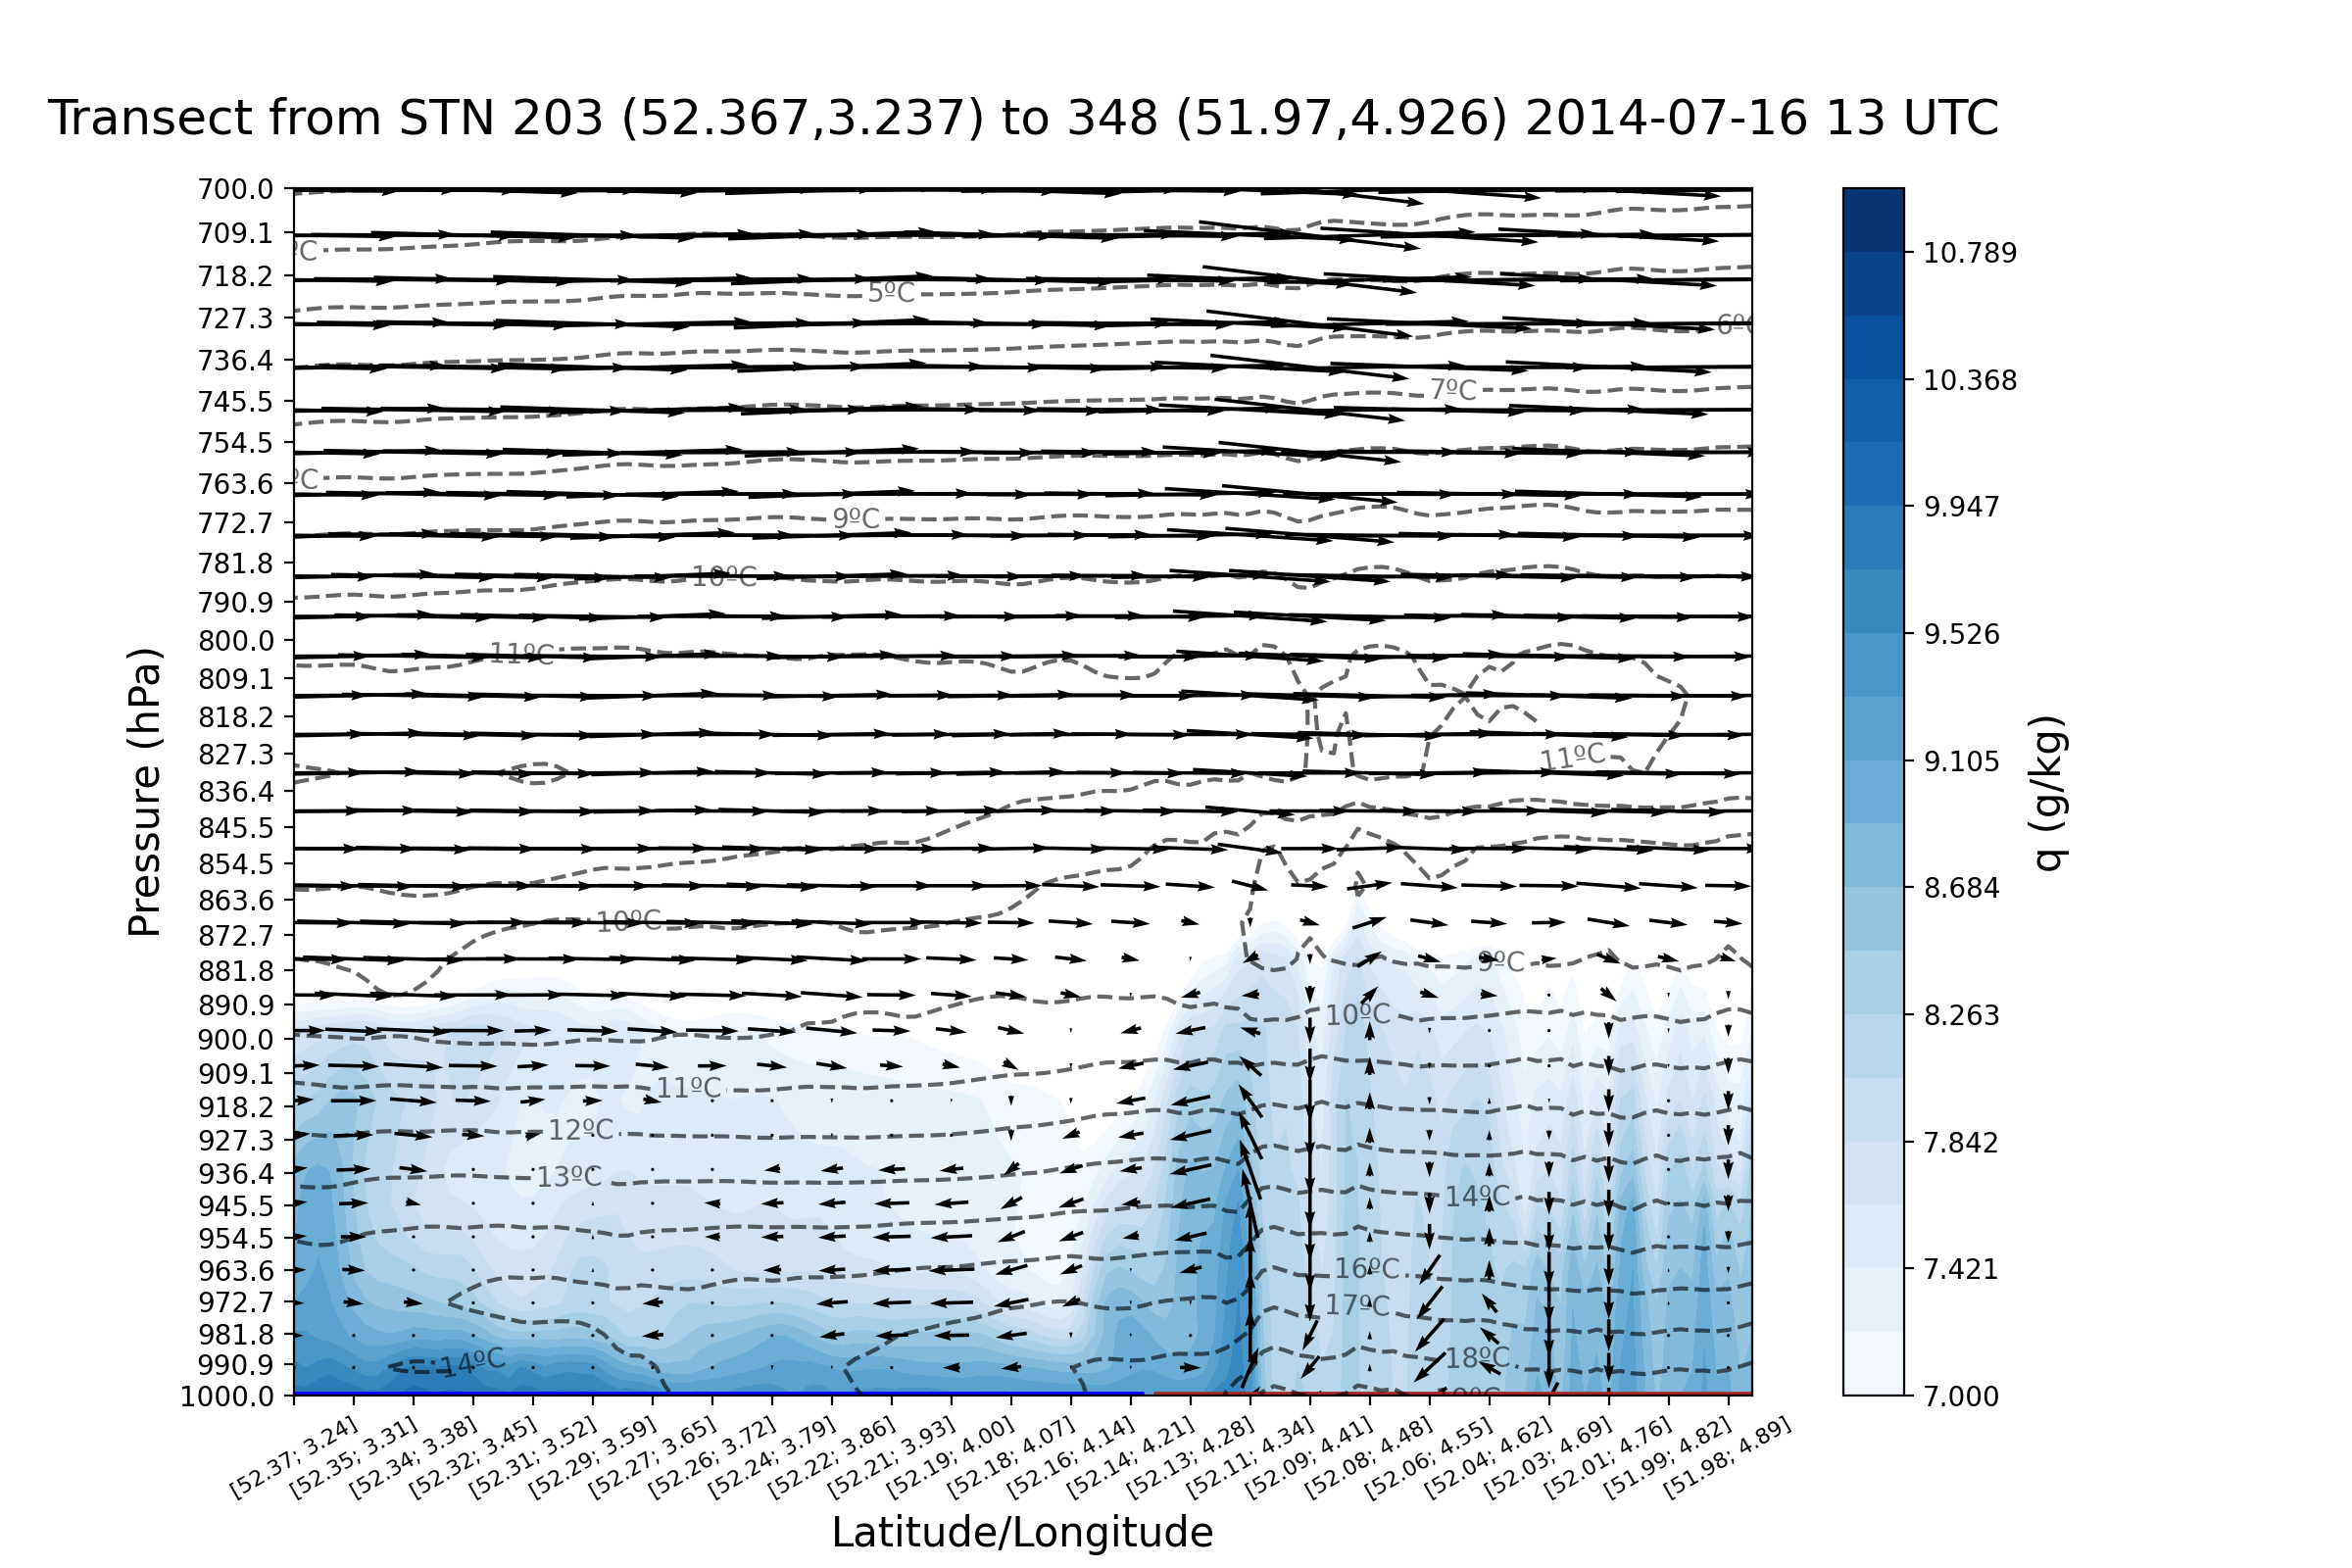 Transect from STN 203 (52.367,3.237) to 348 (51.97,4.926) 2014-07-16 13 UTC
700.0
709.1
718.2
727.3
736.4
745.5
754.5
763.6
772.7
781.8
790.9
800.0
809.1
818.2
827.3
836.4
845.5
854.5
863.6
872.7
881.8
890.9
900.0
909.1
918.2
927.3
936.4
945.5
954.5
963.6
972.7
981.8
990.9
1000.0
Pressure (hPa)
ºC
5ºC
6º
7ºC
ºC
9ºC
10ºC
11ºC
11ºC
10ºC
9ºC
10ºC
11ºC
12ºC
13ºC
14ºC
16ºC
17ºC
14ºC
18ºC
[52.37; 3.24]
[52.35; 3.31]
[52.34; 3.38]
[52.32; 3.45]
[52.31; 3.52]
[52.29; 3.59]
[52.27; 3.65]
[52.26; 3.72]
[52.24; 3.79]
[52.22; 3.86]
[52.21; 3.93]
[52.19; 4.00]
[52.18; 4.07]
[52.16; 4.14]
[52.14; 4.21]
[52.13; 4.28]
[52.11; 4.34]
[52.09; 4.41]
[52.08; 4.48]
[52.06; 4.55]
[52.04; 4.62]
[52.03; 4.69]
[52.01; 4.76]
[51.99; 4.82]
[51.98; 4.89]
Latitude/Longitude
10.789
10.368
9.947
9.526
9.105
8.684
8.263
7.842
7.421
7.000
q (g/kg)